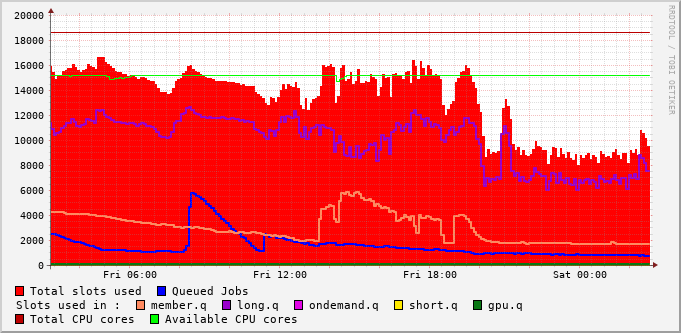 20000
18000
16000
14000
12000
10000
8000
6000
4000
2000
0
Fri 06:00 Fri 12:00 Fri 18:00 Sat 00:00
RRDTOOL / TOBI OETIKER
Total slots used Queued Jobs
Slots used in : member.q long.q ondemand.q short.q gpu.q
Total CPU cores Available CPU cores